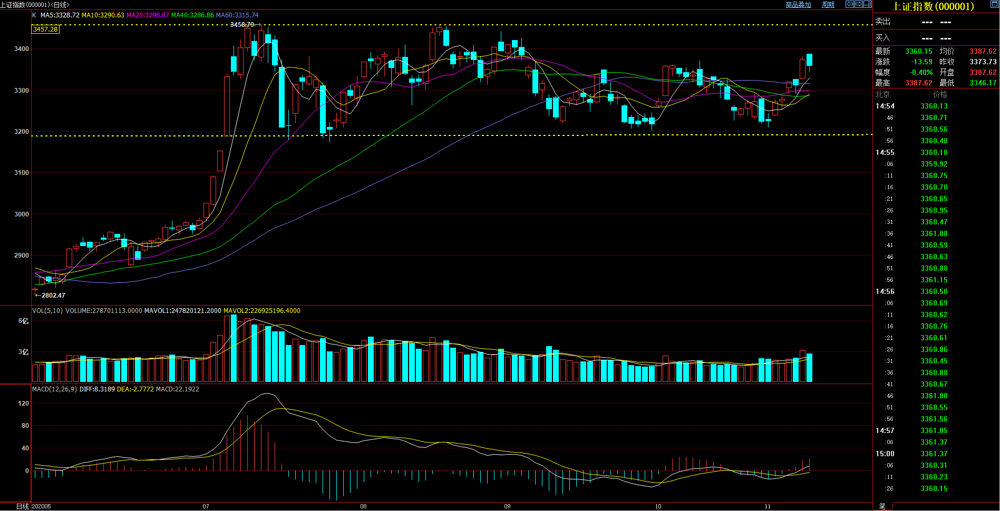 上证指数(000001)<日线>
商品叠加 周期
K MA5:3328.72 MA10:3290.63 MA20:3298.87 MA40:3286.86 MA60:3315.74
3457.28
3458.79
3400
3300
3200
3100
3000
2900
2802.47
VOL(5,10) VOLUME:278701113.0000 MAVOL1:247820121.2000 MAVOL2:226925196.4000
6亿
3亿
MACD(12,26,9) DIFF:8.3189 DEA:-2.7772 MACD:22.1922
120
80
40
0
日线 202005 07 08 09 10 11
上证指数(000001)
卖出 --- ---
买入 --- ---
最新 3360.15 均价 3387.62
涨跌 -13.59 昨收 3373.73
幅度 -0.40% 开盘 3387.62
最高 3387.62 最低 3346.17
北京 价格
14:54 3360.13
:46 3360.71
:51 3360.56
:56 3360.40
14:55 3360.10
:06 3359.92
:11 3360.75
:16 3360.70
:21 3360.65
:26 3360.95
:31 3360.47
:36 3361.08
:41 3360.59
:46 3360.63
:51 3360.88
:56 3361.15
14:56 3360.50
:06 3360.69
:11 3360.62
:16 3360.76
:21 3360.61
:26 3360.86
:31 3360.45
:36 3360.88
:41 3360.67
:46 3361.00
:51 3360.55
:56 3361.56
14:57 3361.05
:06 3361.37
15:00 3361.37
:06 3360.31
:11 3360.23
:26 3360.15
笔